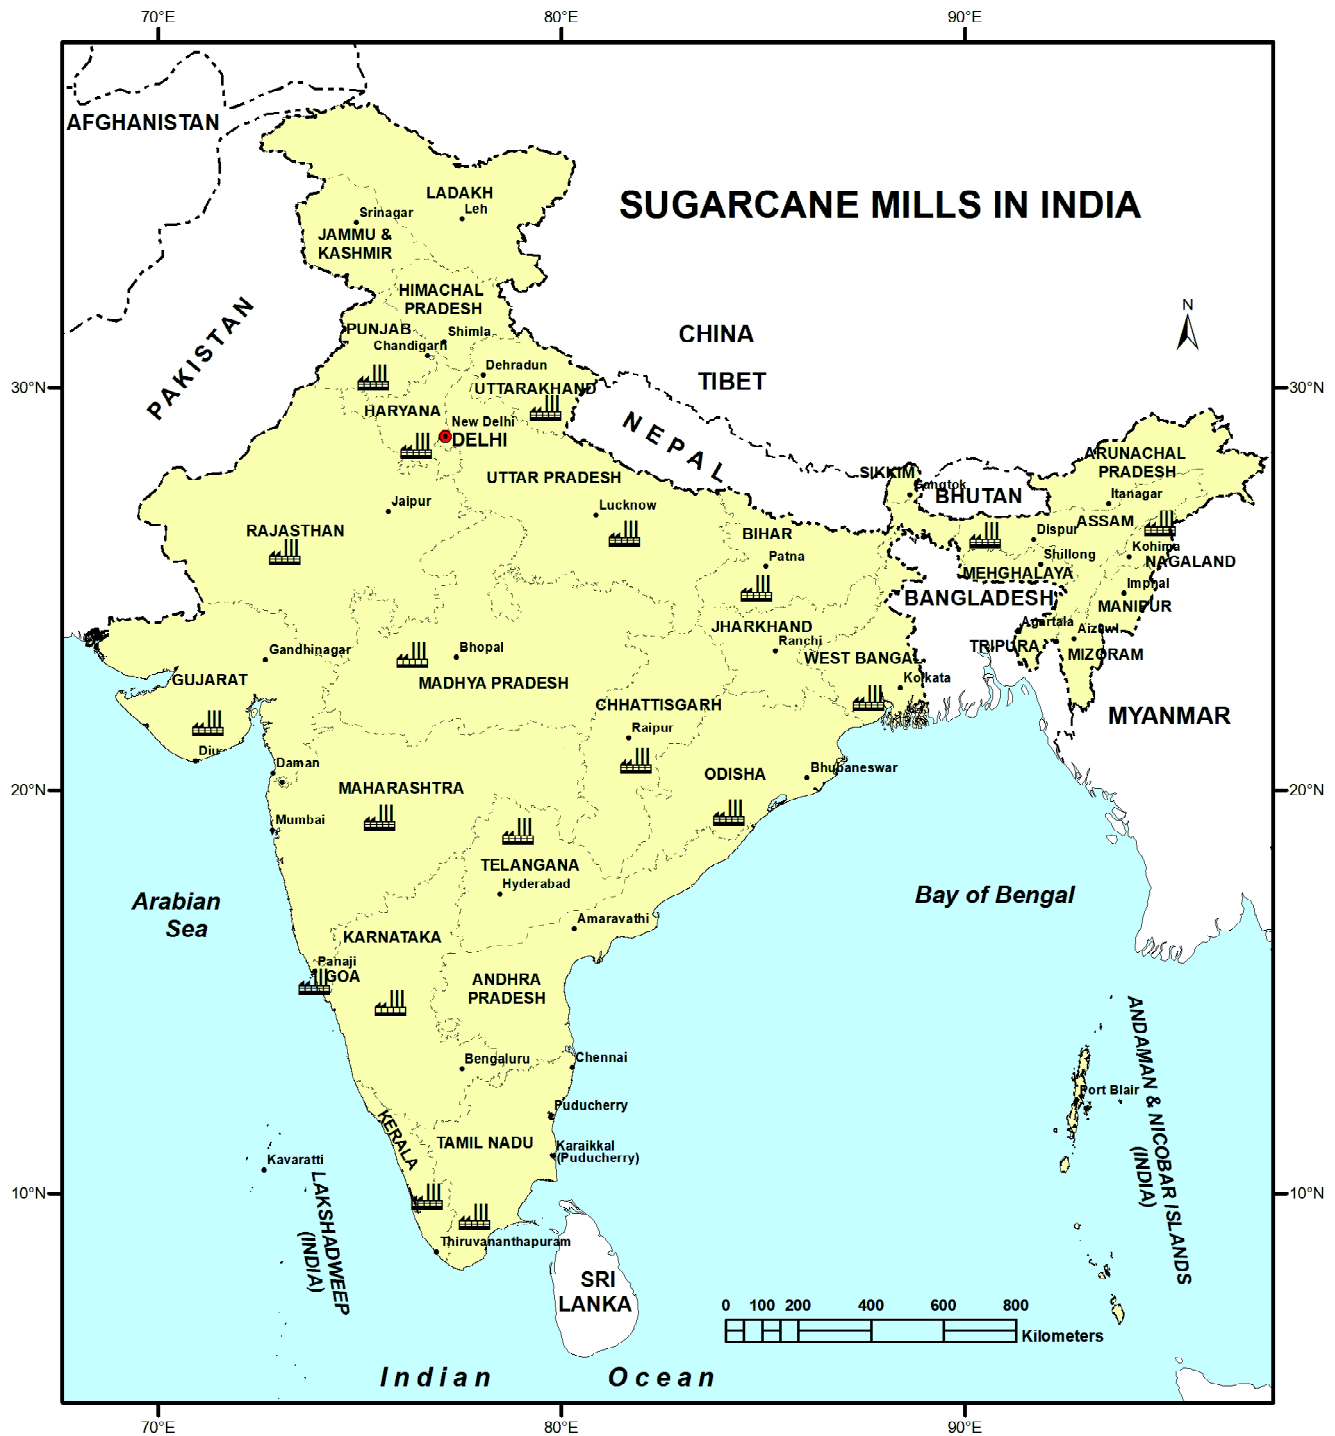 70°E
80°E
90°E
AFGHANISTAN
LADAKH
Leh
Srinagar
JAMMU &
KASHMIR
SUGARCANE MILLS IN INDIA
HIMACHAL
PRADESH
PUNJAB
Shimla
Chandigarh
PAKISTAN
CHINA
TIBET
N
Dehradun
UTTARAKHAND
30°N
30°N
HARYANA
New Delhi
DELHI
NEPAL
UTTAR PRADESH
SIKKIM
Gangtok
BHUTAN
ARUNACHAL
PRADESH
Itanagar
Jaipur
Lucknow
RAJASTHAN
BIHAR
Patna
ASSAM
Dispur
Shillong
Kohima
NAGALAND
MEHGHALAYA
Imphal
BANGLADESH
MANIPUR
JHARKHAND
Ranchi
Agartala
Aizawl
TRIPURA
MIZORAM
Gandhinagar
Bhopal
WEST BANGAL
Kolkata
GUJARAT
MADHYA PRADESH
CHHATTISGARH
Raipur
MYANMAR
Diu
Daman
ODISHA
Bhubaneswar
20°N
20°N
MAHARASHTRA
Mumbai
TELANGANA
Hyderabad
Arabian
Sea
Bay of Bengal
Amaravathi
KARNATAKA
Panaji
GOA
ANDHRA
PRADESH
Bengaluru
Chennai
Port Blair
ANDAMAN & NICOBAR ISLANDS
(INDIA)
Puducherry
KERALA
TAMIL NADU
Karaikkal
(Puducherry)
Kavaratti
LAKSHADWEEP
(INDIA)
10°N
10°N
Thiruvananthapuram
SRI
LANKA
0 100 200 400 600 800
Kilometers
Indian Ocean
70°E
80°E
90°E